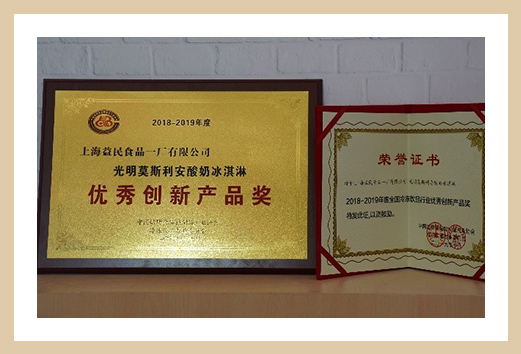 2018-2019年度
上海益民食品一厂有限公司
光明莫斯利安酸奶冰淇淋
优秀创新产品奖
荣誉证书
2018-2019年度全国冷冻饮品行业优秀创新产品奖
特发此证,以资鼓励。